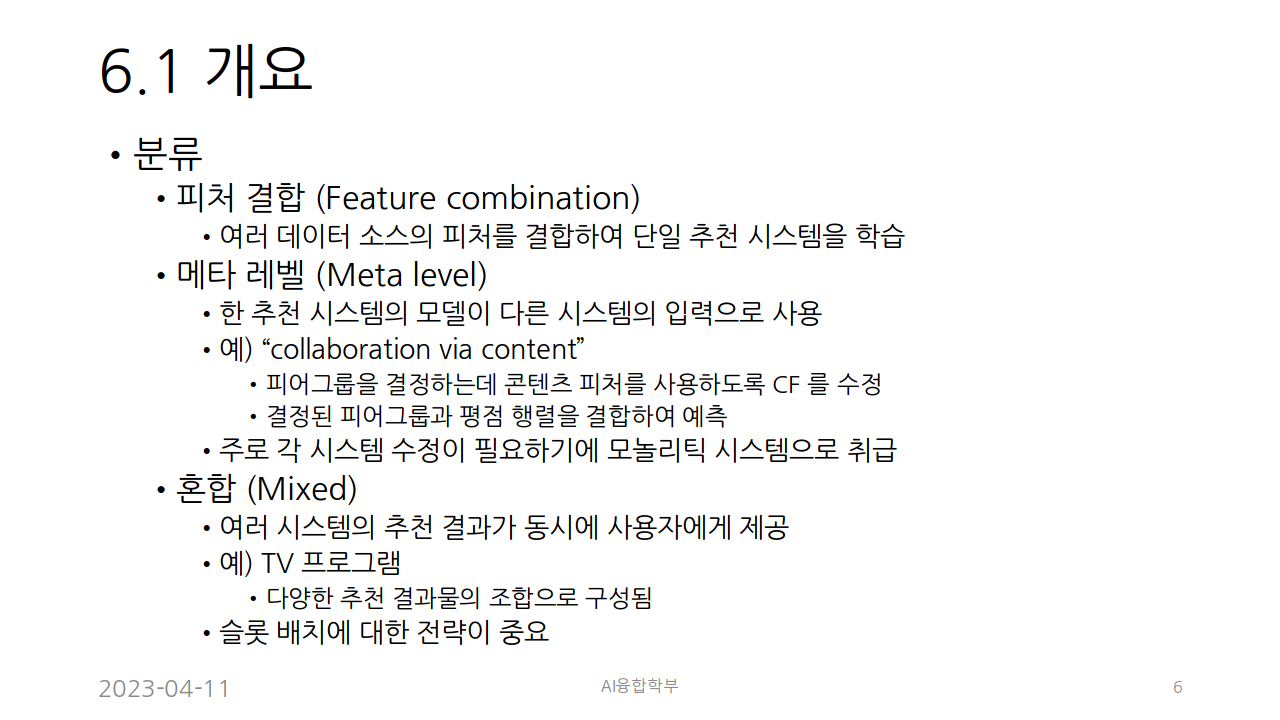 6.1 개요
• 분류
• 피처 결합 (Feature combination)
• 여러 데이터 소스의 피처를 결합하여 단일 추천 시스템을 학습
• 메타 레벨 (Meta level)
• 한 추천 시스템의 모델이 다른 시스템의 입력으로 사용
• 예) “collaboration via content”
• 피어그룹을 결정하는데 콘텐츠 피처를 사용하도록 CF 를 수정
• 결정된 피어그룹과 평점 행렬을 결합하여 예측
• 주로 각 시스템 수정이 필요하기에 모놀리틱 시스템으로 취급
• 혼합 (Mixed)
• 여러 시스템의 추천 결과가 동시에 사용자에게 제공
• 예) TV 프로그램
• 다양한 추천 결과물의 조합으로 구성됨
• 슬롯 배치에 대한 전략이 중요
2023-04-11
AI융합학부
6